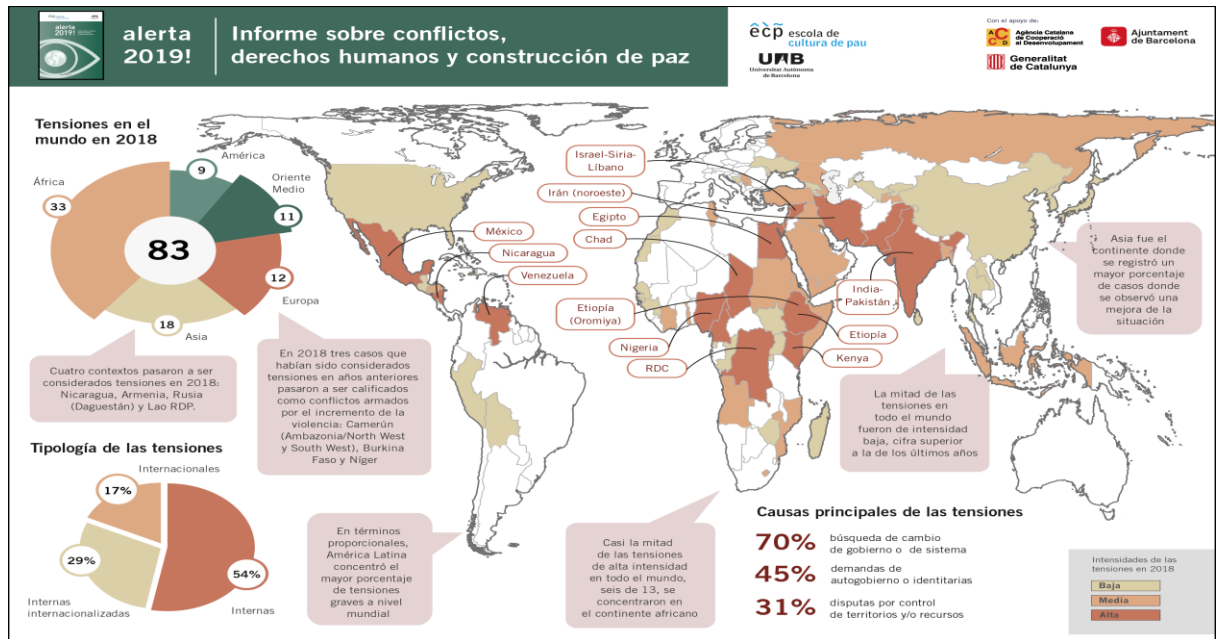 alerta
2019!
alerta
2019!
Informe sobre conflictos,
derechos humanos y construcción de paz
ecp escola de
cultura de pau
UAB
Universitat Autònoma
de Barcelona
Con el apoyo de:
ACCD
Agència Catalana
de Cooperació
al Desenvolupament
Ajuntament
de Barcelona
Generalitat
de Catalunya
Tensiones en el
mundo en 2018
África
33
América
9
Oriente
Medio
11
83
12
Europa
18
Asia
Cuatro contextos pasaron a ser
considerados tensiones en 2018:
Nicaragua, Armenia, Rusia
(Daguestán) y Lao RDP.
En 2018 tres casos que
habían sido considerados
tensiones en años anteriores
pasaron a ser calificados
como conflictos armados
por el incremento de la
violencia: Camerún
(Ambazonia/North West
y South West), Burkina
Faso y Níger
Tipología de las tensiones
Internacionales
17%
29%
Internas
internacionalizadas
54%
Internas
México
Nicaragua
Venezuela
Israel-Siria-
Líbano
Irán (noroeste)
Egipto
Chad
Etiopía
(Oromiya)
Nigeria
RDC
India-
Pakistán
Etiopía
Kenya
Asia fue el
continente donde
se registró un
mayor porcentaje
de casos donde
se observó una
mejora de la
situación
La mitad de las
tensiones en
todo el mundo
fueron de intensidad
baja, cifra superior
a la de los últimos años
En términos
proporcionales,
América Latina
concentró el
mayor porcentaje
de tensiones
graves a nivel
mundial
Casi la mitad
de las tensiones
de alta intensidad
en todo el mundo,
seis de 13, se
concentraron en
el continente africano
Causas principales de las tensiones
70% búsqueda de cambio
de gobierno o de sistema
45% demandas de
autogobierno o identitarias
31% disputas por control
de territorios y/o recursos
Intensidades de las
tensiones en 2018
Baja
Media
Alta